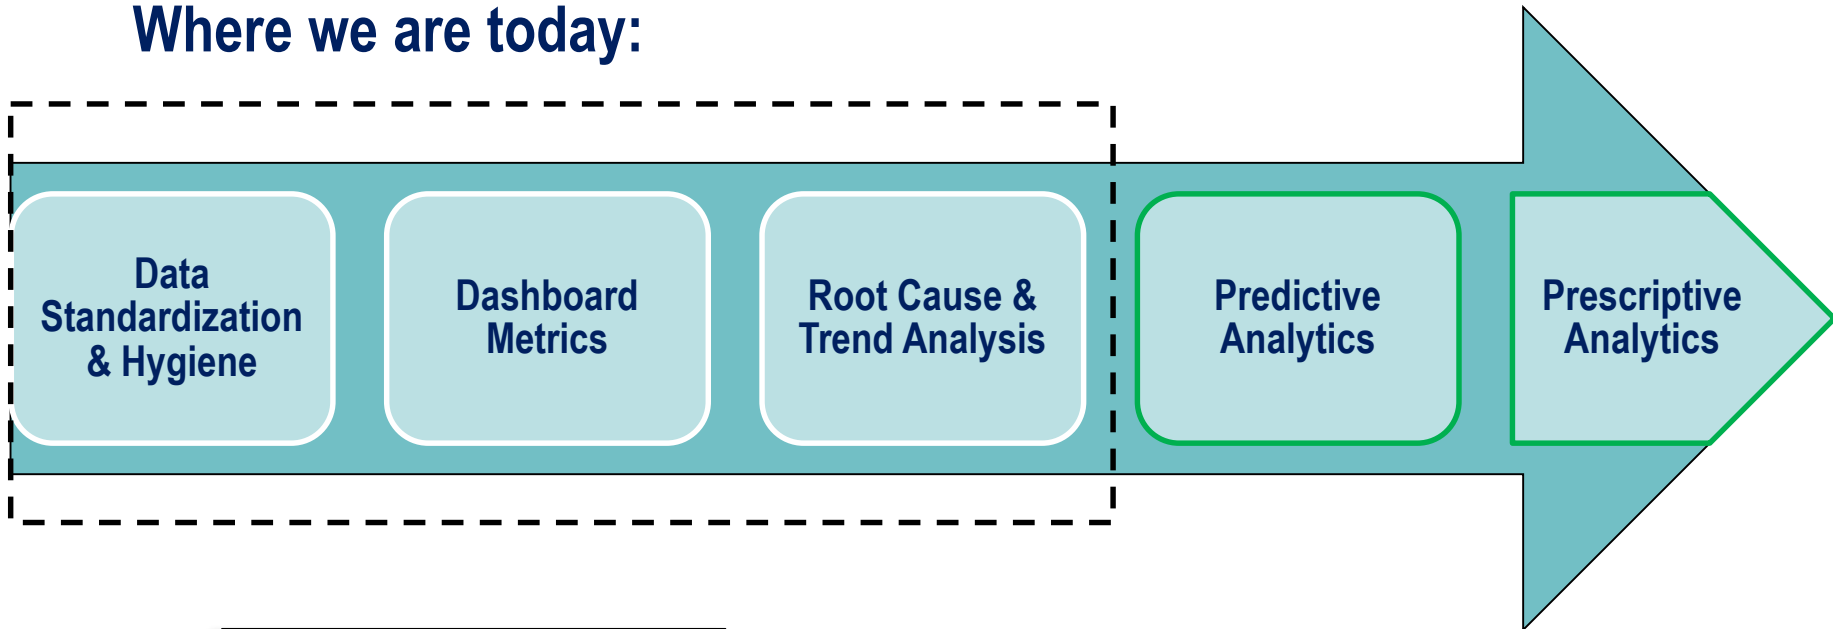 Where we are today:
Data
Standardization
& Hygiene
Dashboard
Metrics
Root Cause &
Trend Analysis
Predictive
Analytics
Prescriptive
Analytics